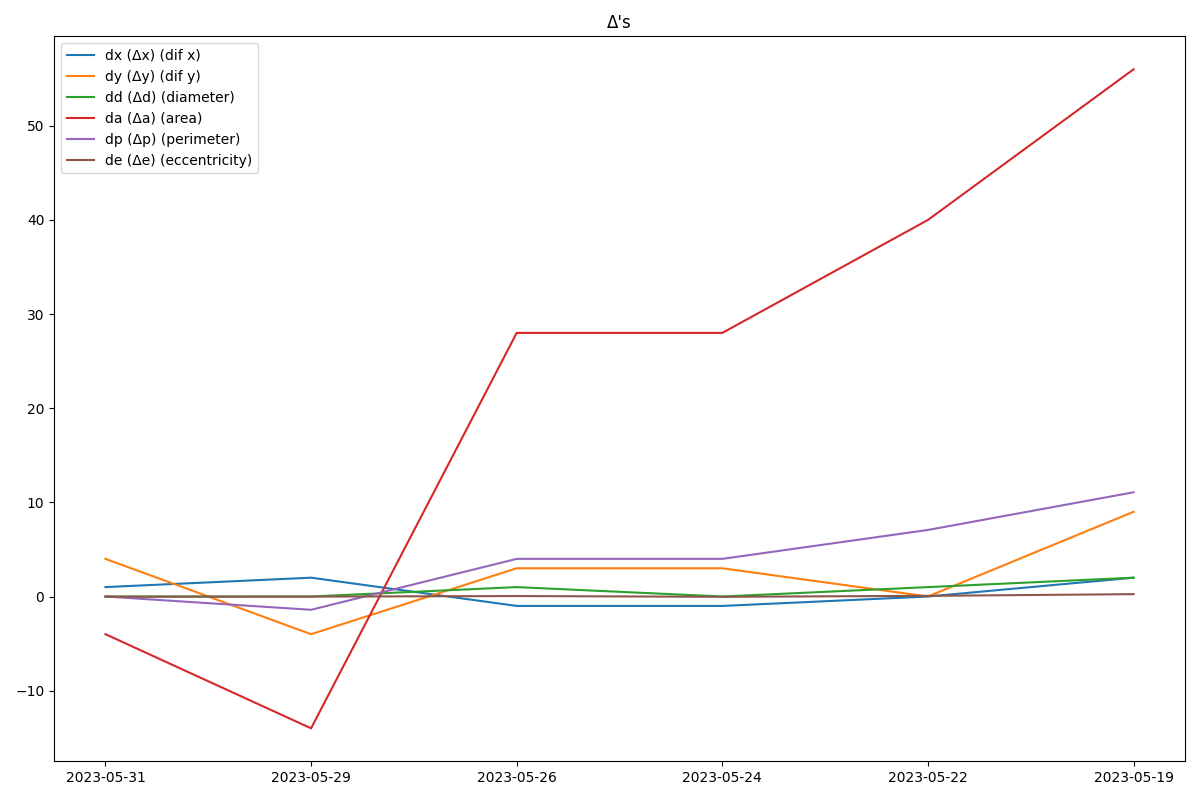 Δ's
dx (Δx) (dif x)
dy (Δy) (dif y)
dd (Δd) (diameter)
da (Δa) (area)
dp (Δp) (perimeter)
de (Δe) (eccentricity)
50
40
30
20
10
0
−10
2023-05-31 2023-05-29 2023-05-26 2023-05-24 2023-05-22 2023-05-19